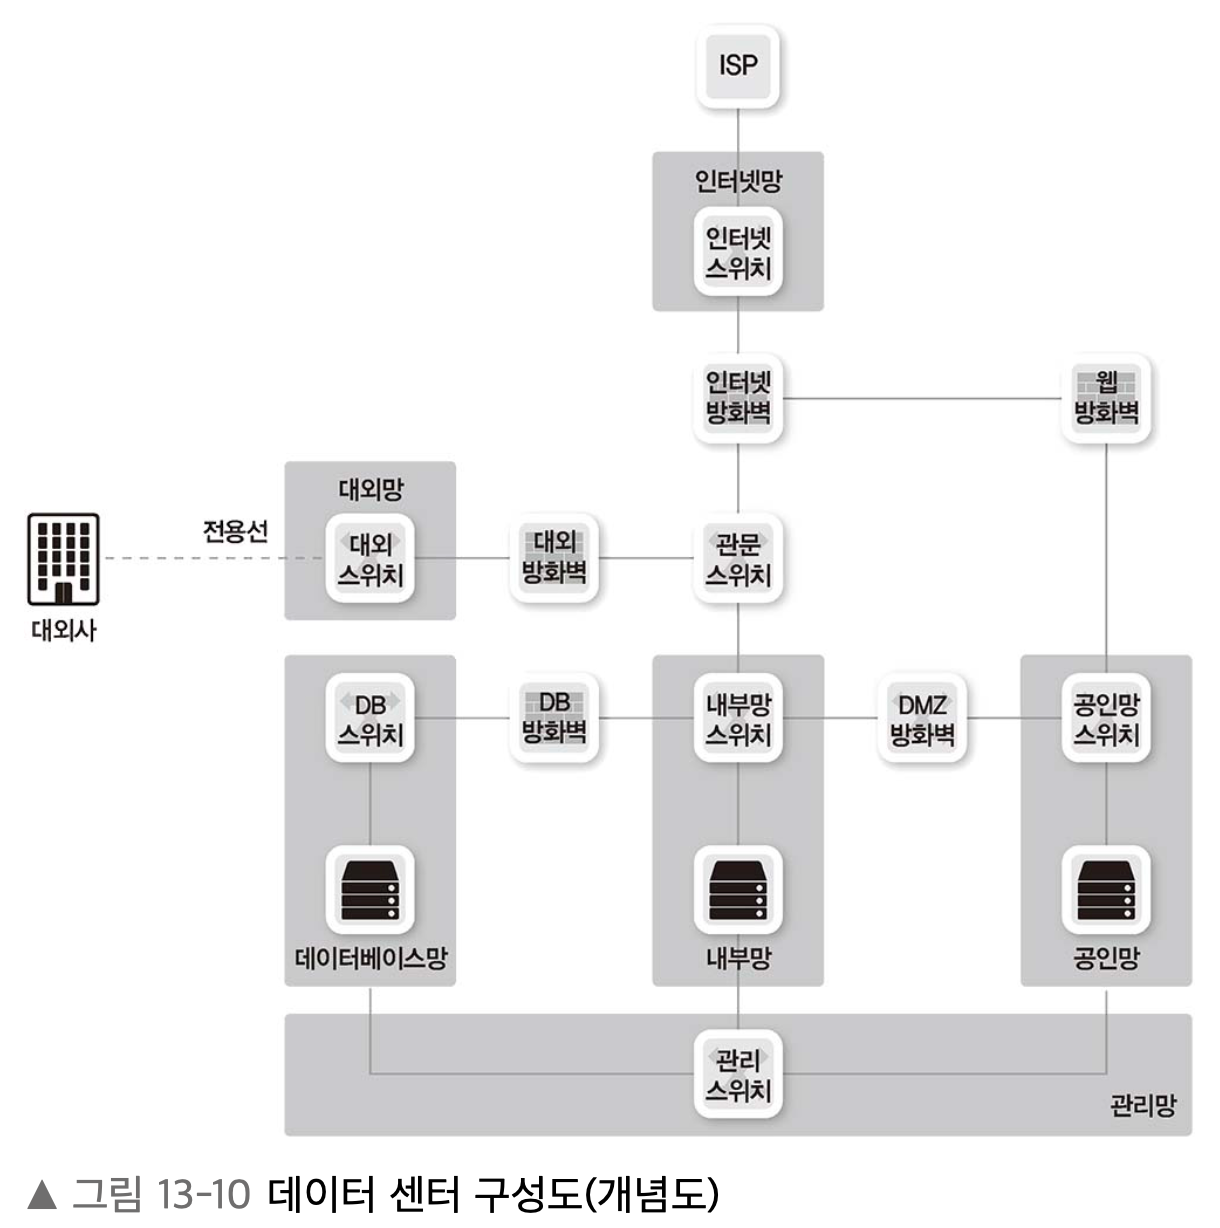 ISP
인터넷망
인터넷
스위치
인터넷
방화벽
웹
방화벽
대외망
전용선
대외
스위치
대외
방화벽
관문
스위치
대외사
DB
스위치
DB
방화벽
내부망
스위치
DMZ
방화벽
공인망
스위치
데이터베이스망
내부망
공인망
관리
스위치
관리망
▲ 그림 13-10 데이터 센터 구성도(개념도)